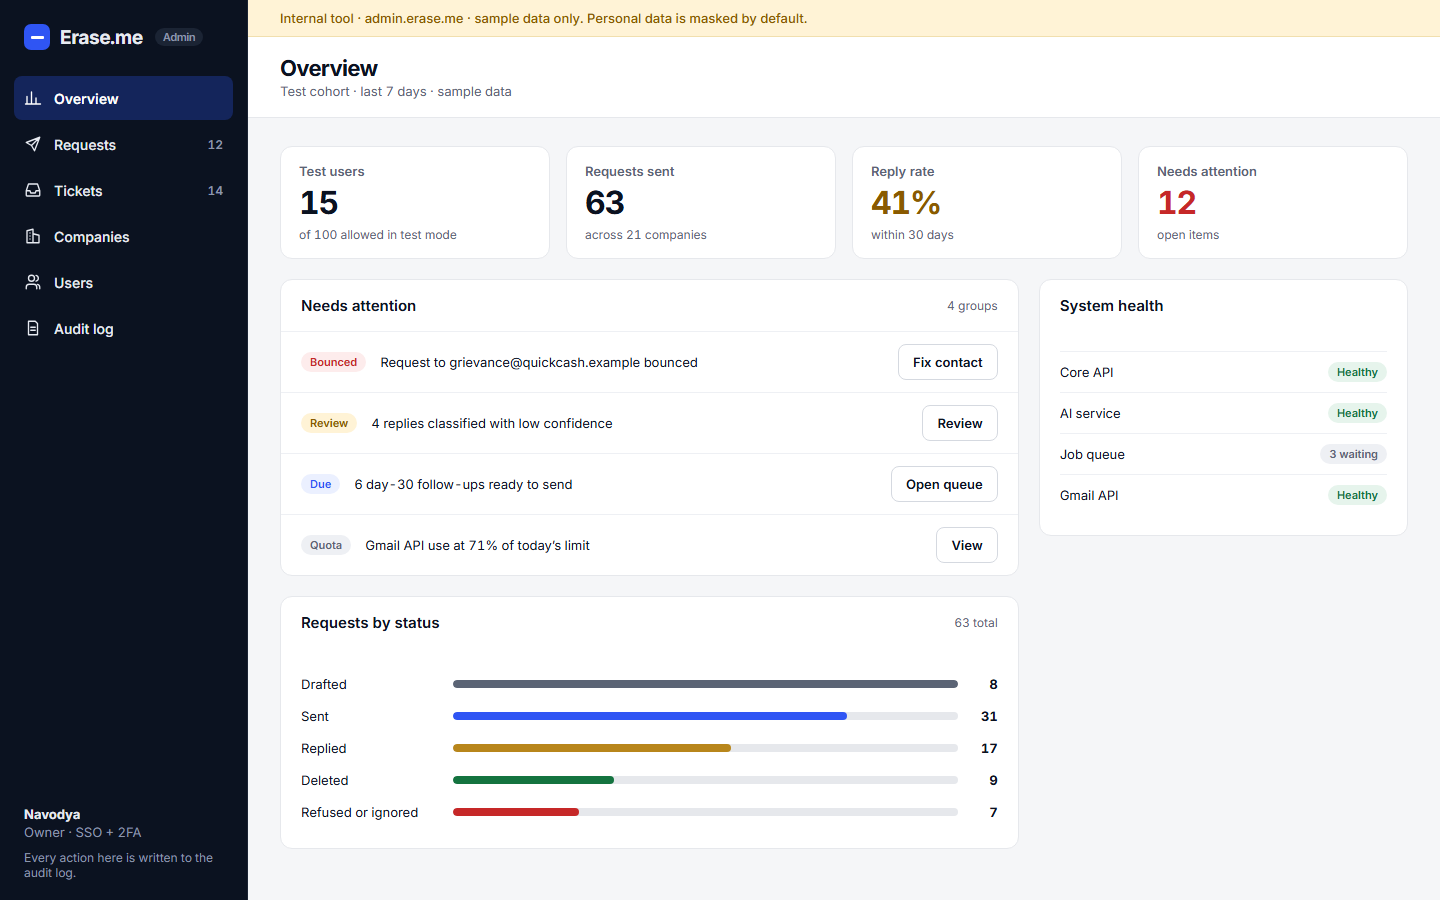 Erase.me Admin
Overview
Requests 12
Tickets 14
Companies
Users
Audit log
Navodya
Owner · SSO + 2FA
Every action here is written to the
audit log.
Internal tool · admin.erase.me · sample data only. Personal data is masked by default.
Overview
Test cohort · last 7 days · sample data
Test users
15
of 100 allowed in test mode
Requests sent
63
across 21 companies
Reply rate
41%
within 30 days
Needs attention
12
open items
Needs attention 4 groups
Bounced Request to grievance@quickcash.example bounced Fix contact
Review 4 replies classified with low confidence Review
Due 6 day-30 follow-ups ready to send Open queue
Quota Gmail API use at 71% of today’s limit View
System health
Core API Healthy
AI service Healthy
Job queue 3 waiting
Gmail API Healthy
Requests by status 63 total
Drafted 8
Sent 31
Replied 17
Deleted 9
Refused or ignored 7